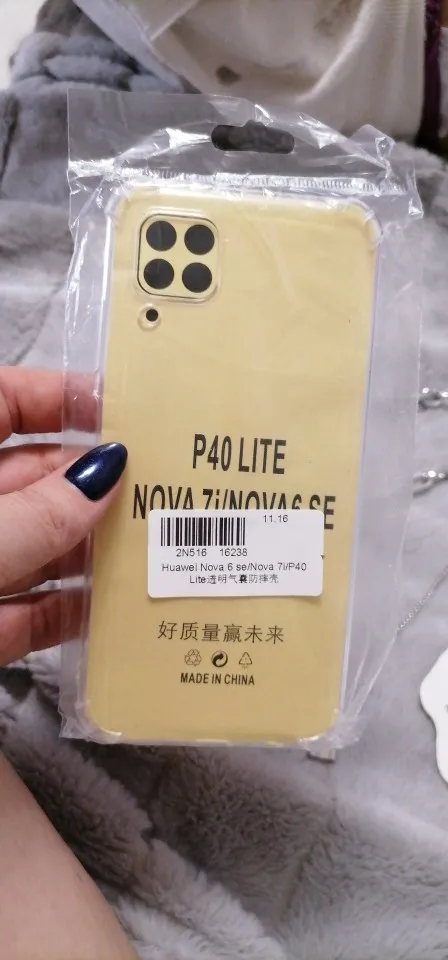 P40 LITE
NOVA 7i/NOVA6 SE
11.16
2N516 16238
Huawei Nova 6 se/Nova 7I/P40
Lite透明气囊防摔壳
好质量赢未来
MADE IN CHINA